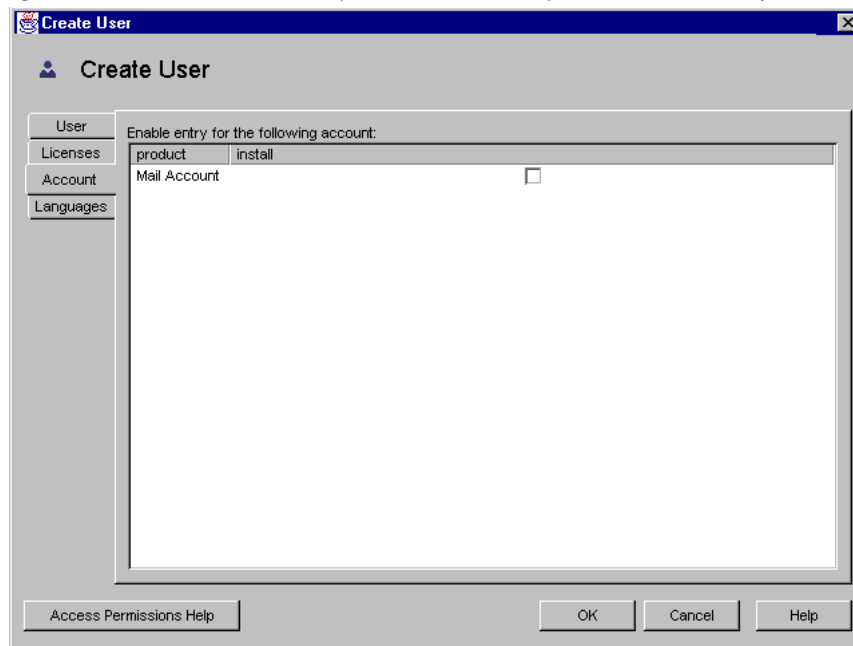 Create User
Create User
User
Licenses
Account
Languages
Enable entry for the following account:
product install
Mail Account
Access Permissions Help
OK Cancel Help